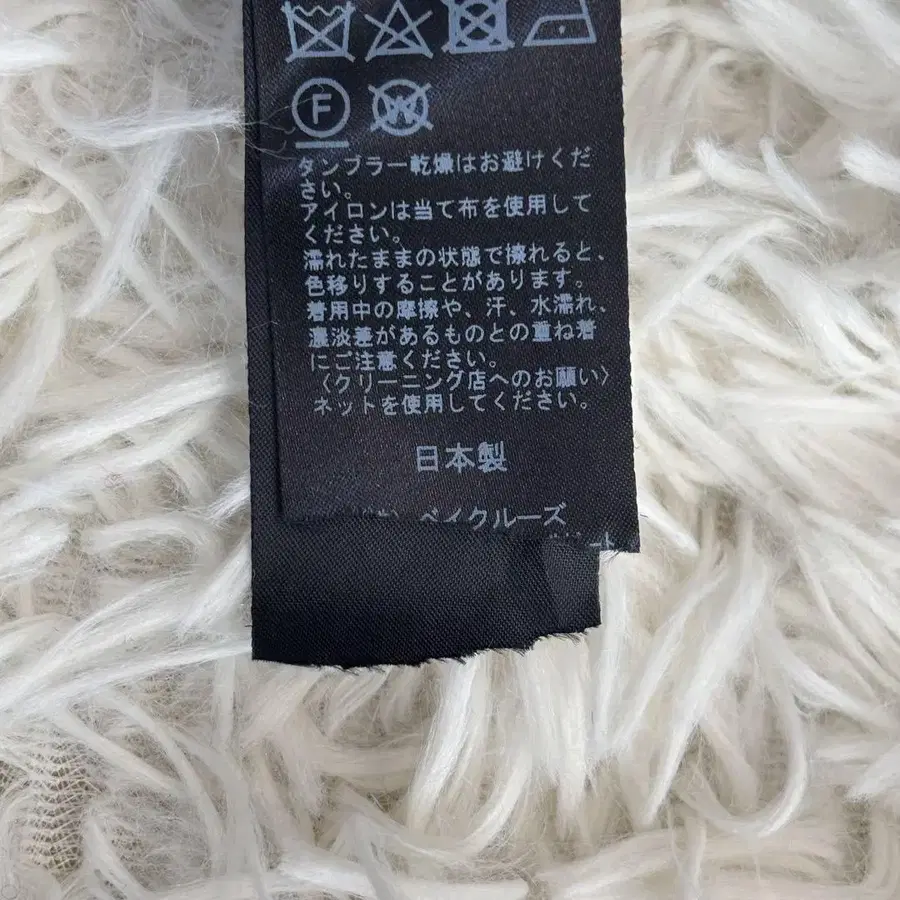 F
W
タンブラー乾燥はお避けくだ
さい。
アイロンは当て布を使用して
ください。
濡れたままの状態で擦れると、
色移りすることがあります。
着用中の摩擦や、汗、水濡れ、
濃淡差があるものとの重ね着
にご注意ください。
〈クリーニング店へのお願い〉
ネットを使用してください。
日本製
ベイクルーズ